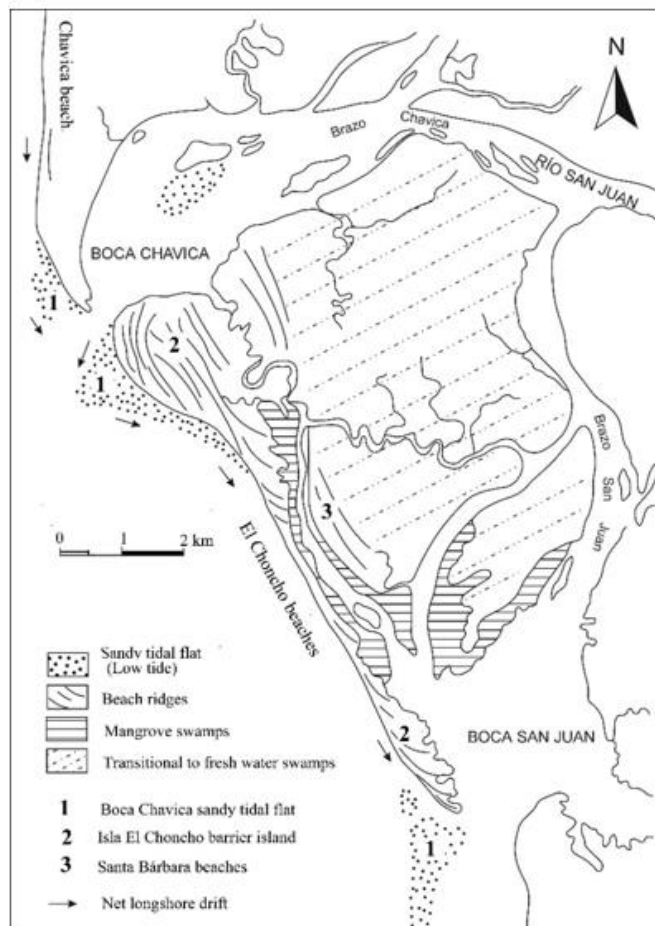 N
Chavica beach
Brazo
Chavica
RÍO SAN JUAN
BOCA CHAVICA
1
2
1
Brazo
San
Juan
3
0 1 2 km
El Choncho beaches
Sandy tidal flat
(Low tide)
Beach ridges
Mangrove swamps
Transitional to fresh water swamps
2
BOCA SAN JUAN
1 Boca Chavica sandy tidal flat
2 Isla El Choncho barrier island
3 Santa Bárbara beaches
1
Net longshore drift